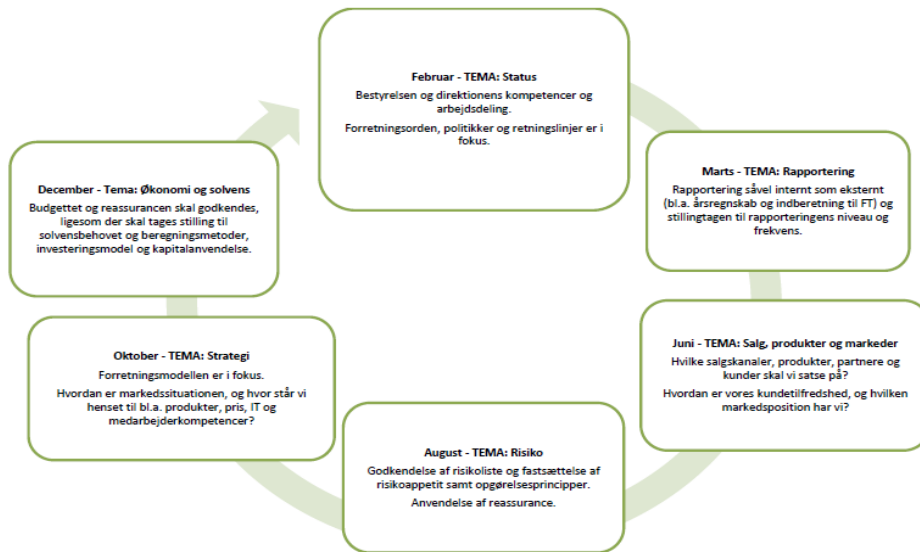 Februar - TEMA: Status
Bestyrelsen og direktionens kompetencer og
arbejdsdeling.
Forretningsorden, politikker og retningslinjer er i
fokus.
Marts - TEMA: Rapportering
Rapportering såvel internt som eksternt
(bl.a. årsregnskab og indberetning til FT) og
stillingtagen til rapporteringens niveau og
frekvens.
Juni - TEMA: Salg, produkter og markeder
Hvilke salgskanaler, produkter, partnere og
kunder skal vi satse på?
Hvordan er vores kundetilfredshed, og hvilken
markedsposition har vi?
August - TEMA: Risiko
Godkendelse af risikoliste og fastsættelse af
risikoappetit samt opgørelsesprincipper.
Anvendelse af reassurance.
Oktober - TEMA: Strategi
Forretningsmodellen er i fokus.
Hvordan er markedssituationen, og hvor står vi
henset til bl.a. produkter, pris, IT og
medarbejderkompetencer?
December - Tema: Økonomi og solvens
Budgettet og reassurancen skal godkendes,
ligesom der skal tages stilling til
solvensbehovet og beregningsmetoder,
investeringsmodel og kapitalanvendelse.